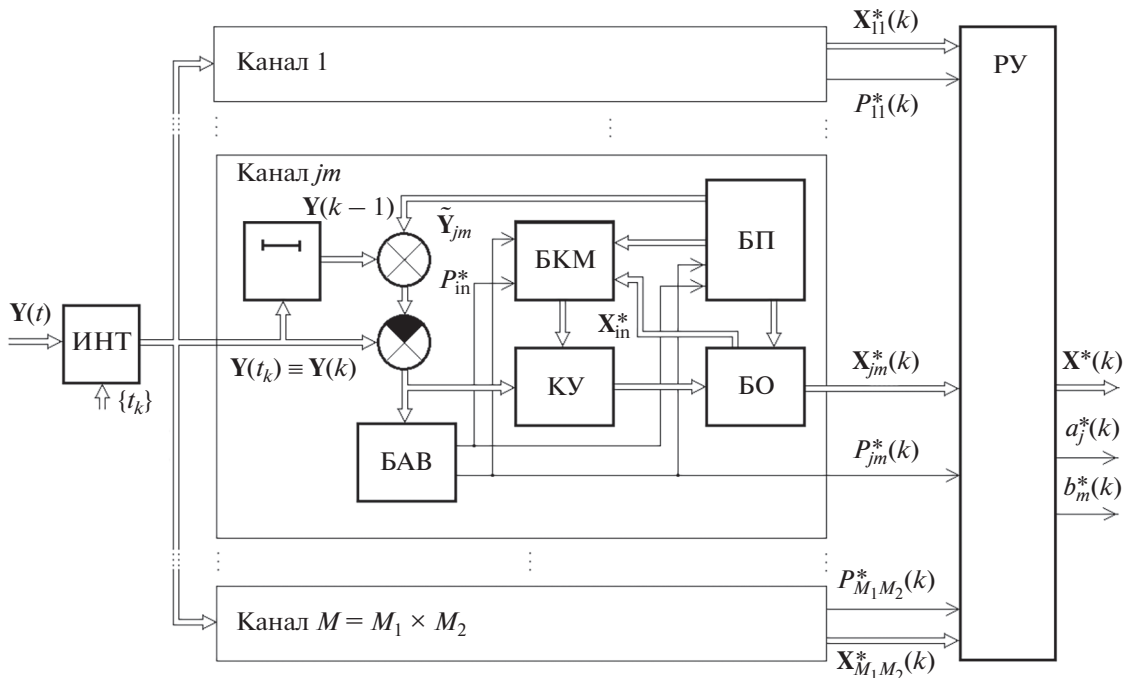 X*₁₁(k)
Канал 1
РУ
P*₁₁(k)
Канал jm
Y(k − 1)
Ỹjm
БП
БКМ
P*in
Y(t)
ИНТ
X*in
Y(tk) ≡ Y(k)
КУ
БО
X*jm(k)
X*(k)
{tk}
a*j(k)
БАВ
P*jm(k)
b*m(k)
P*M₁M₂(k)
Канал M = M₁ × M₂
X*M₁M₂(k)